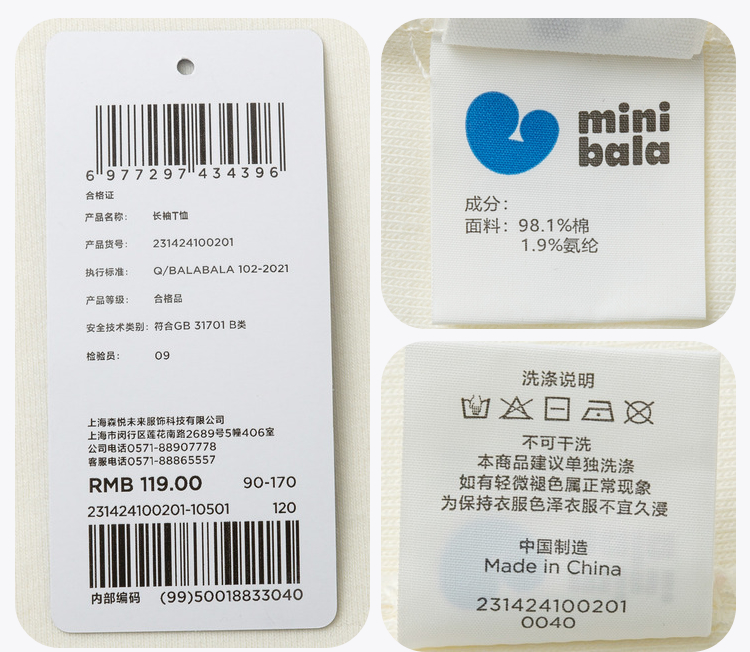 6 977297 434396
合格证
产品名称: 长袖T恤
产品货号: 231424100201
执行标准: Q/BALABALA 102-2021
产品等级: 合格品
安全技术类别: 符合GB 31701 B类
检验员: 09
上海森悦未来服饰科技有限公司
上海市闵行区莲花南路2689号5幢406室
公司电话0571-88907778
客服电话0571-88865557
RMB 119.00 90-170
231424100201-10501 120
内部编码 (99)50018833040
mini
bala
成分:
面料: 98.1%棉
1.9%氨纶
洗涤说明
不可干洗
本商品建议单独洗涤
如有轻微褪色属正常现象
为保持衣服色泽衣服不宜久浸
中国制造
Made in China
231424100201
0040